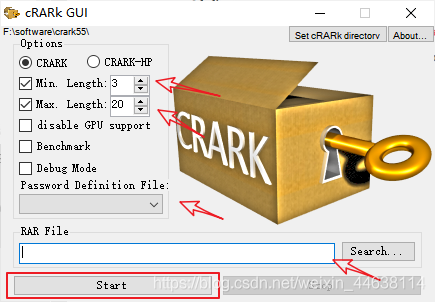 cRARk GUI
F:\software\crark55\
Set cRARk directory
About...
Options
CRARK
CRARK-HP
Min. Length: 3
Max. Length: 20
disable GPU support
Benchmark
Debug Mode
Password Definition File:
CRARK
RAR File
Search...
Start
https://blog.csdn.net/weixin_44638114